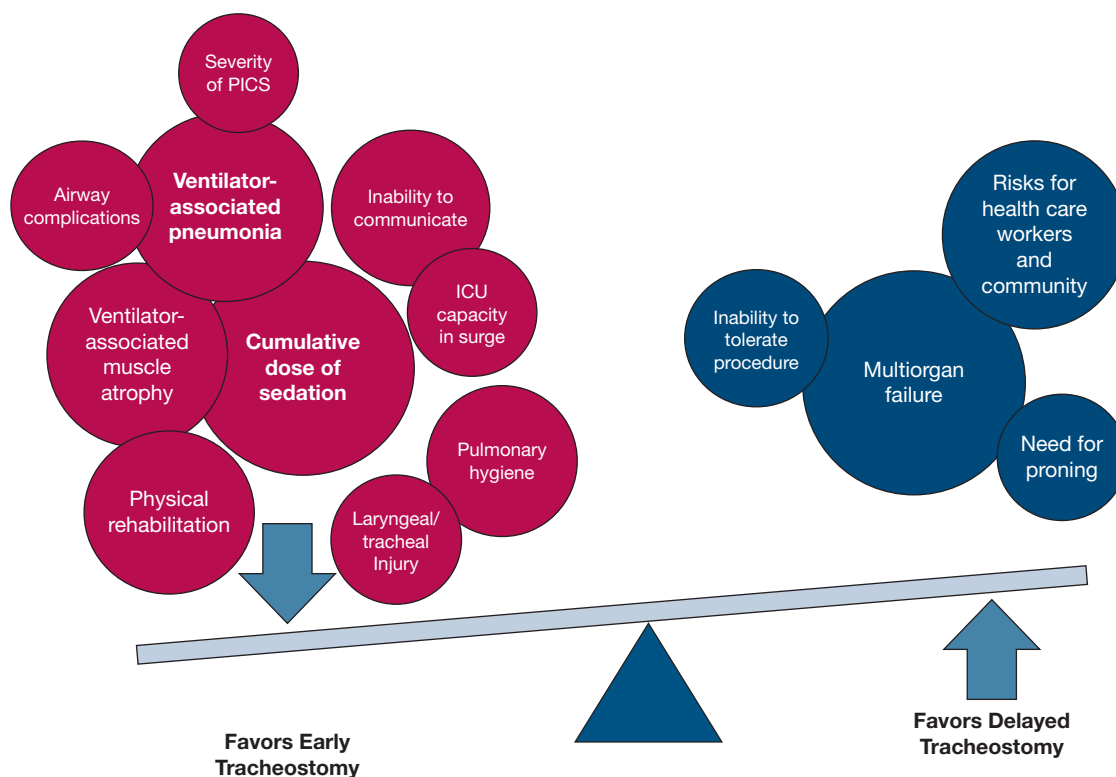 Severity
of PICS
Ventilator-
associated
pneumonia
Airway
complications
Inability to
communicate
ICU
capacity
in surge
Ventilator-
associated
muscle
atrophy
Cumulative
dose of
sedation
Pulmonary
hygiene
Physical
rehabilitation
Laryngeal/
tracheal
Injury
Risks for
health care
workers
and
community
Inability to
tolerate
procedure
Multiorgan
failure
Need for
proning
Favors Early
Tracheostomy
Favors Delayed
Tracheostomy